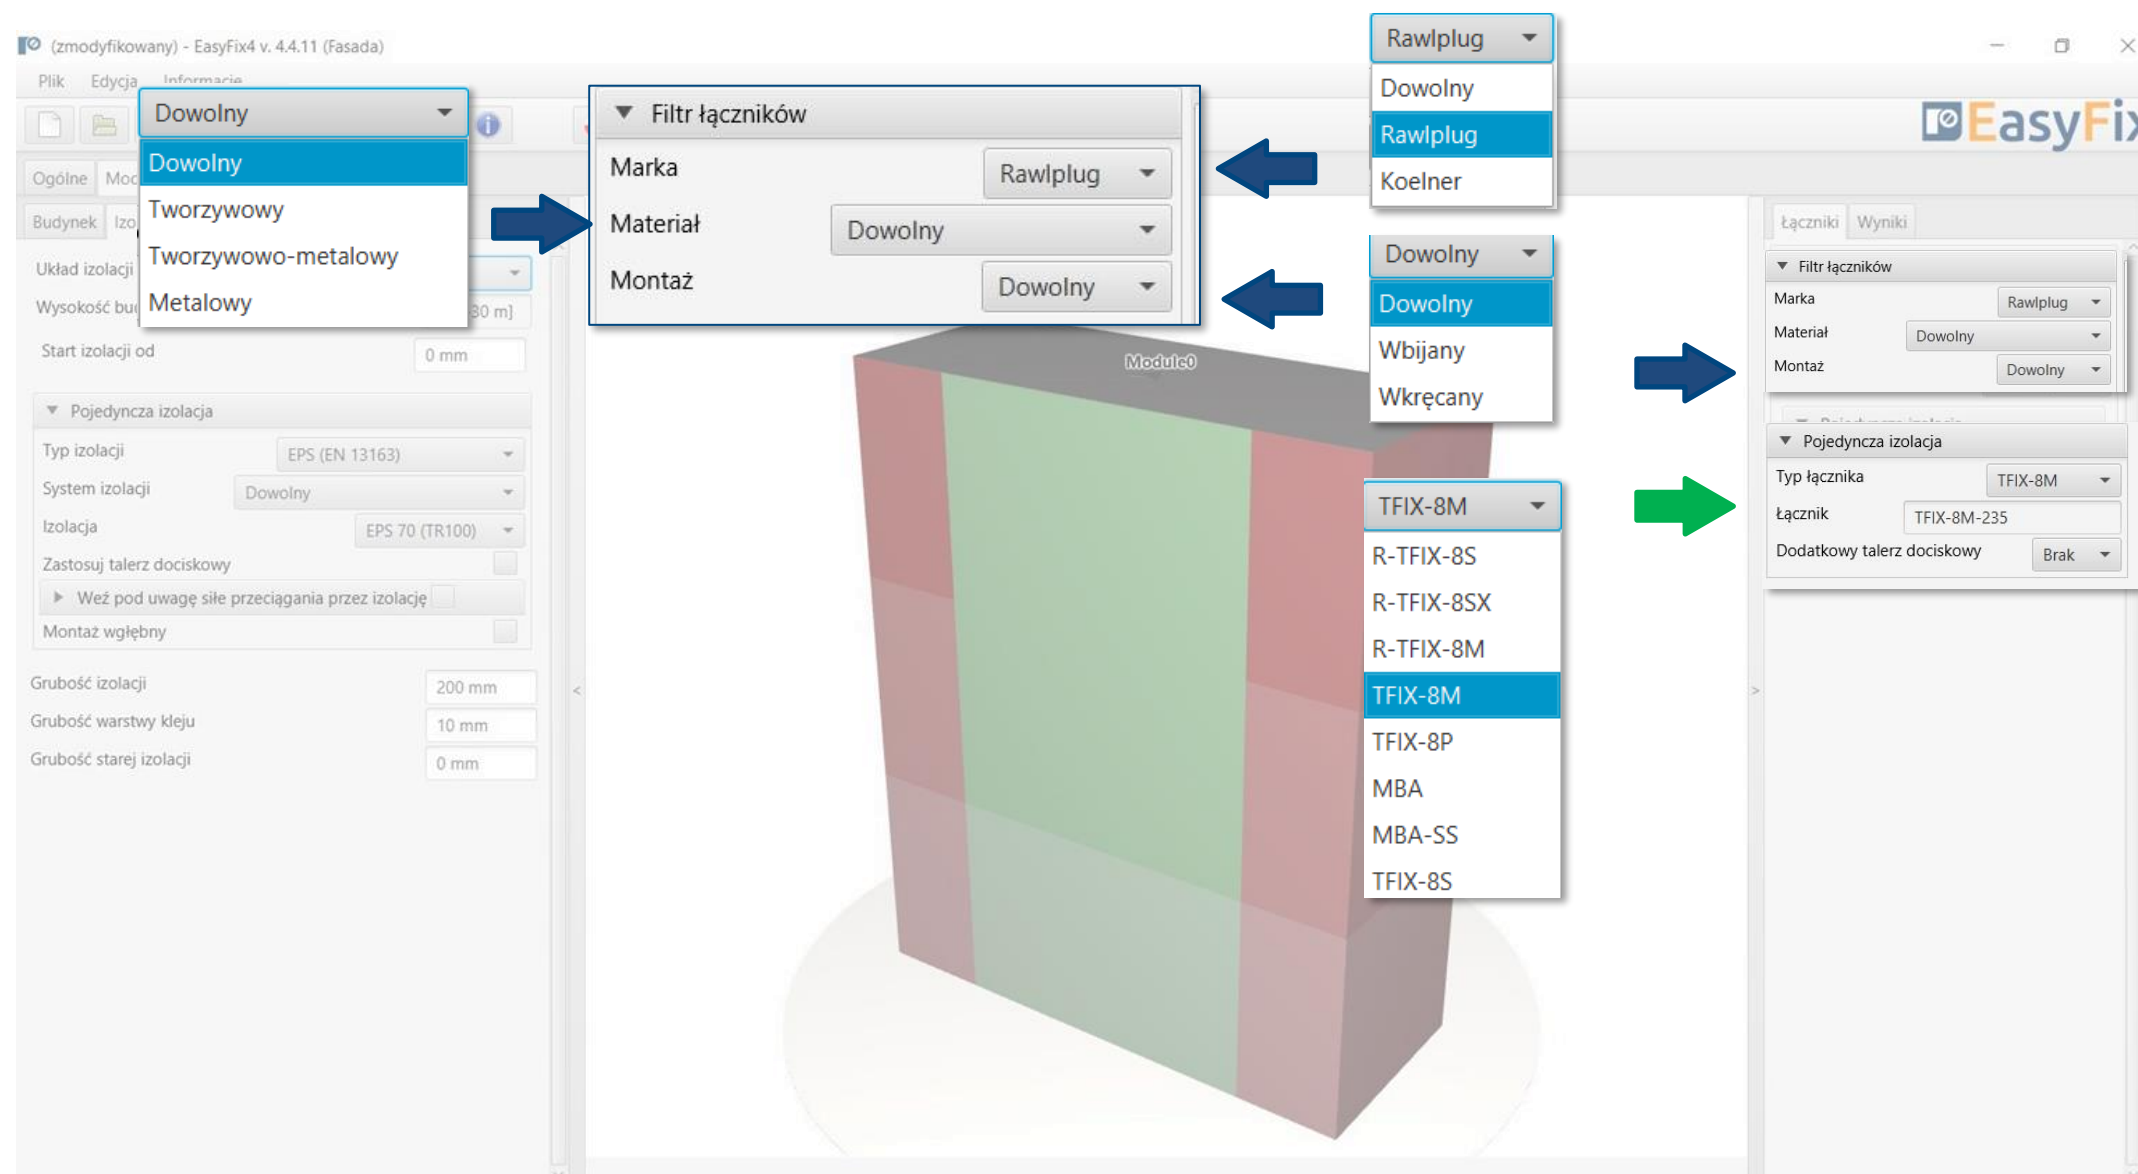 (zmodyfikowany) - EasyFix4 v. 4.4.11 (Fasada)
Plik Edycja Informacje
EasyFix
Dowolny
Dowolny
Tworzywowy
Tworzywowo-metalowy
Metalowy
Filtr łączników
Marka Rawlplug
Materiał Dowolny
Montaż Dowolny
Rawlplug
Dowolny
Rawlplug
Koelner
Dowolny
Dowolny
Wbijany
Wkręcany
TFIX-8M
R-TFIX-8S
R-TFIX-8SX
R-TFIX-8M
TFIX-8M
TFIX-8P
MBA
MBA-SS
TFIX-8S
Ogólne
Budynek
Układ izolacji
Wysokość
30 m]
Start izolacji od 0 mm
Pojedyncza izolacja
Typ izolacji EPS (EN 13163)
System izolacji Dowolny
Izolacja EPS 70 (TR100)
Zastosuj talerz dociskowy
Weź pod uwagę siłe przeciągania przez izolację
Montaż wgłębny
Grubość izolacji 200 mm
Grubość warstwy kleju 10 mm
Grubość starej izolacji 0 mm
Module0
Łączniki Wyniki
Filtr łączników
Marka Rawlplug
Materiał Dowolny
Montaż Dowolny
Pojedyncza izolacja
Typ łącznika TFIX-8M
Łącznik TFIX-8M-235
Dodatkowy talerz dociskowy Brak